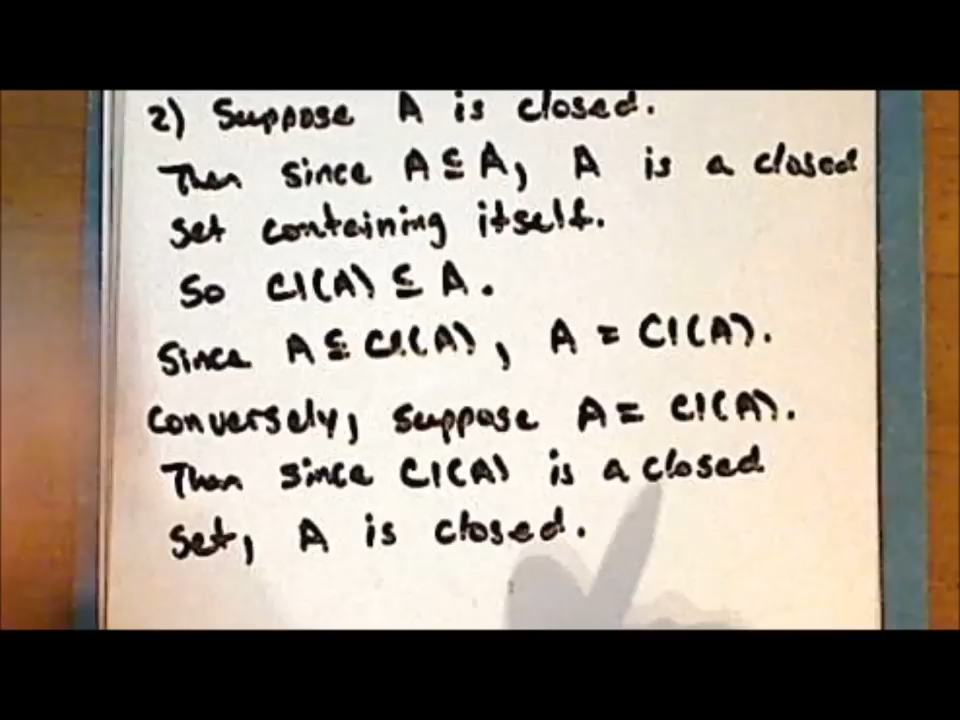 2) Suppose A is closed.
Then since A ⊆ A, A is a closed
set containing itself.
So Cl(A) ⊆ A.
Since A ⊆ Cl(A), A = Cl(A).
Conversely, suppose A = Cl(A).
Then since Cl(A) is a closed
set, A is closed.